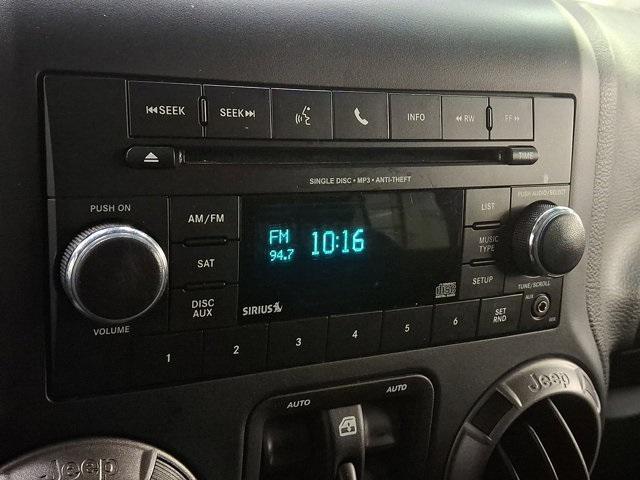 ⏮SEEK SEEK⏭ INFO ◀◀ RW FF ▶▶
TIME
SINGLE DISC • MP3 • ANTI-THEFT
PUSH ON
VOLUME
AM/FM
SAT
DISC
AUX
FM
94.7
10:16
SIRIUS
LIST
MUSIC
TYPE
SETUP
PUSH AUDIO/SELECT
TUNE/SCROLL
AUX
SET
RND
1 2 3 4 5 6
AUTO AUTO
Jeep
Jeep